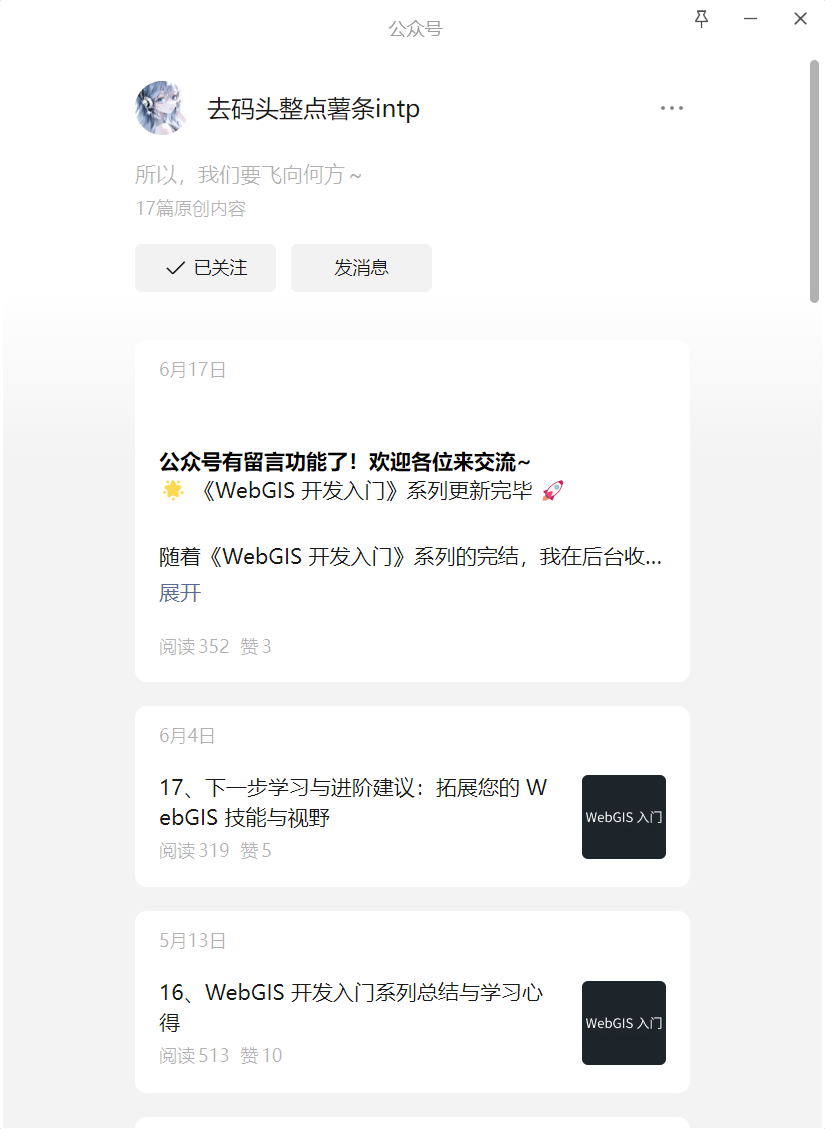 公众号
去码头整点薯条intp
所以，我们要飞向何方～
17篇原创内容
已关注
发消息
6月17日
公众号有留言功能了！欢迎各位来交流~
🌟 《WebGIS 开发入门》系列更新完毕 🚀
随着《WebGIS 开发入门》系列的完结，我在后台收...
展开
阅读 352 赞 3
6月4日
17、下一步学习与进阶建议：拓展您的 W
ebGIS 技能与视野
阅读 319 赞 5
WebGIS 入门
5月13日
16、WebGIS 开发入门系列总结与学习心
得
阅读 513 赞 10
WebGIS 入门